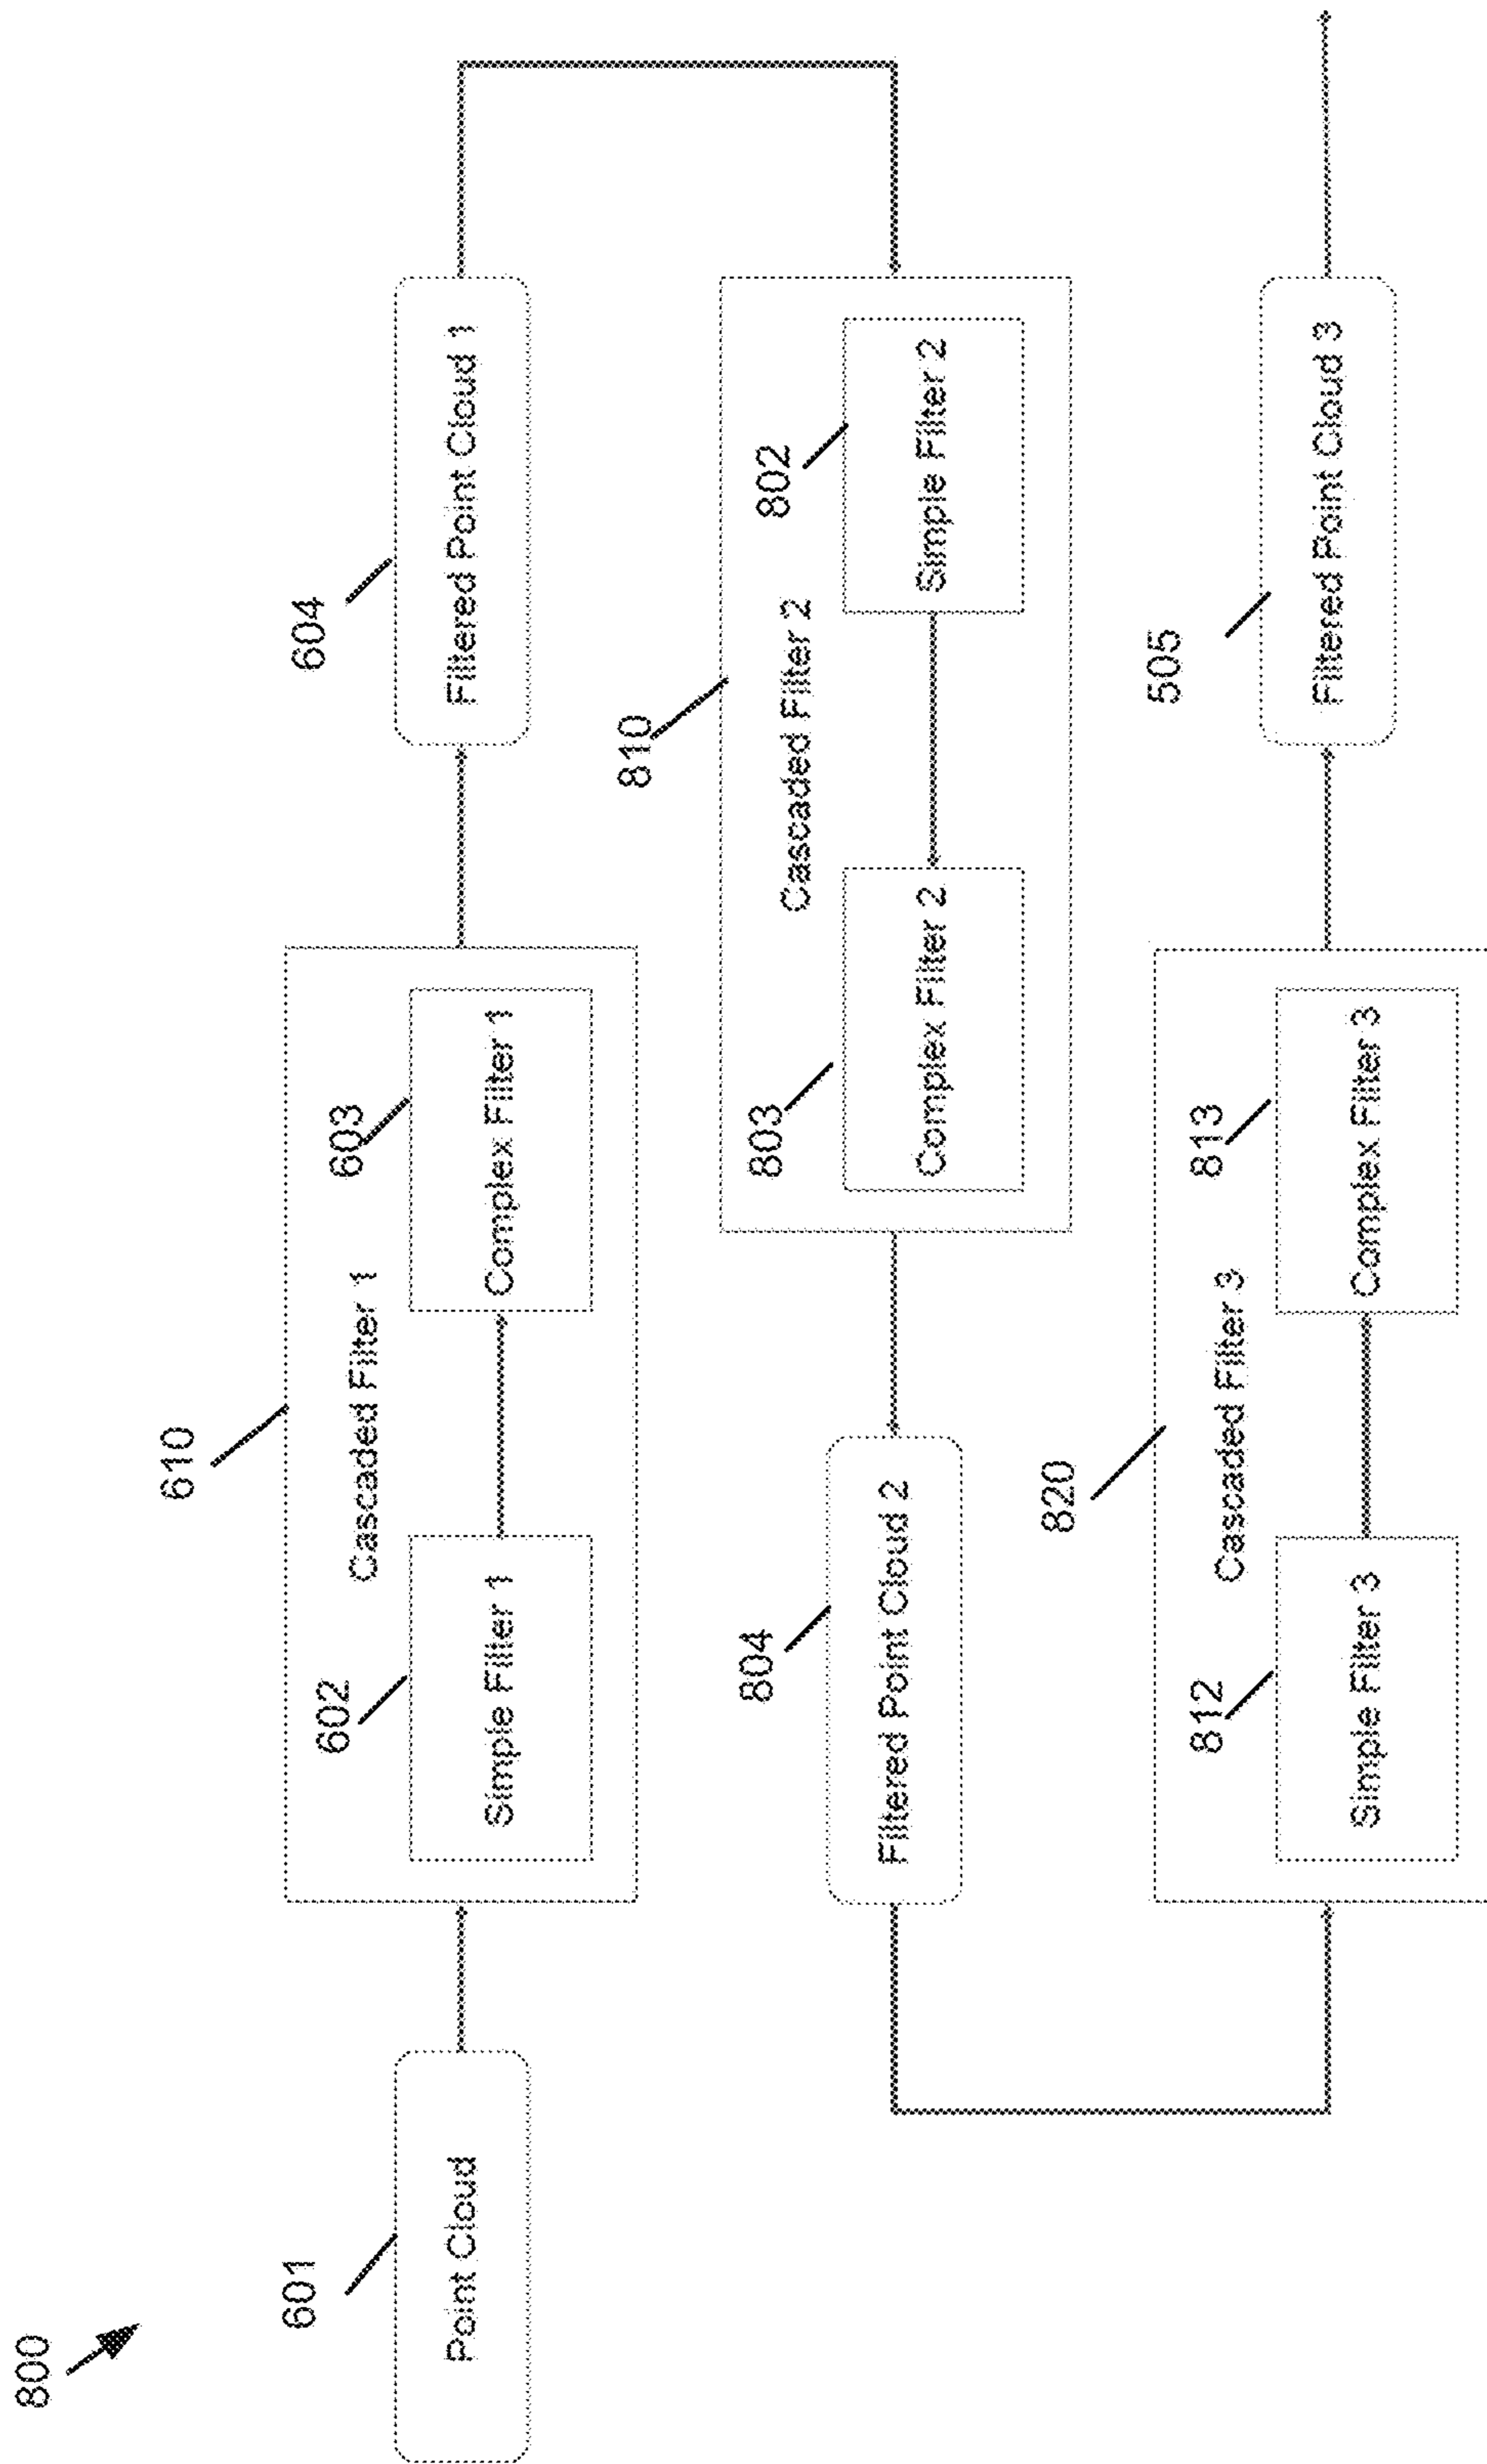 800
601
Point Cloud
610
Cascaded Filter 1
602
Simple Filter 1
603
Complex Filter 1
604
Filtered Point Cloud 1
810
Cascaded Filter 2
802
Simple Filter 2
803
Complex Filter 2
804
Filtered Point Cloud 2
820
Cascaded Filter 3
812
Simple Filter 3
813
Complex Filter 3
505
Filtered Point Cloud 3